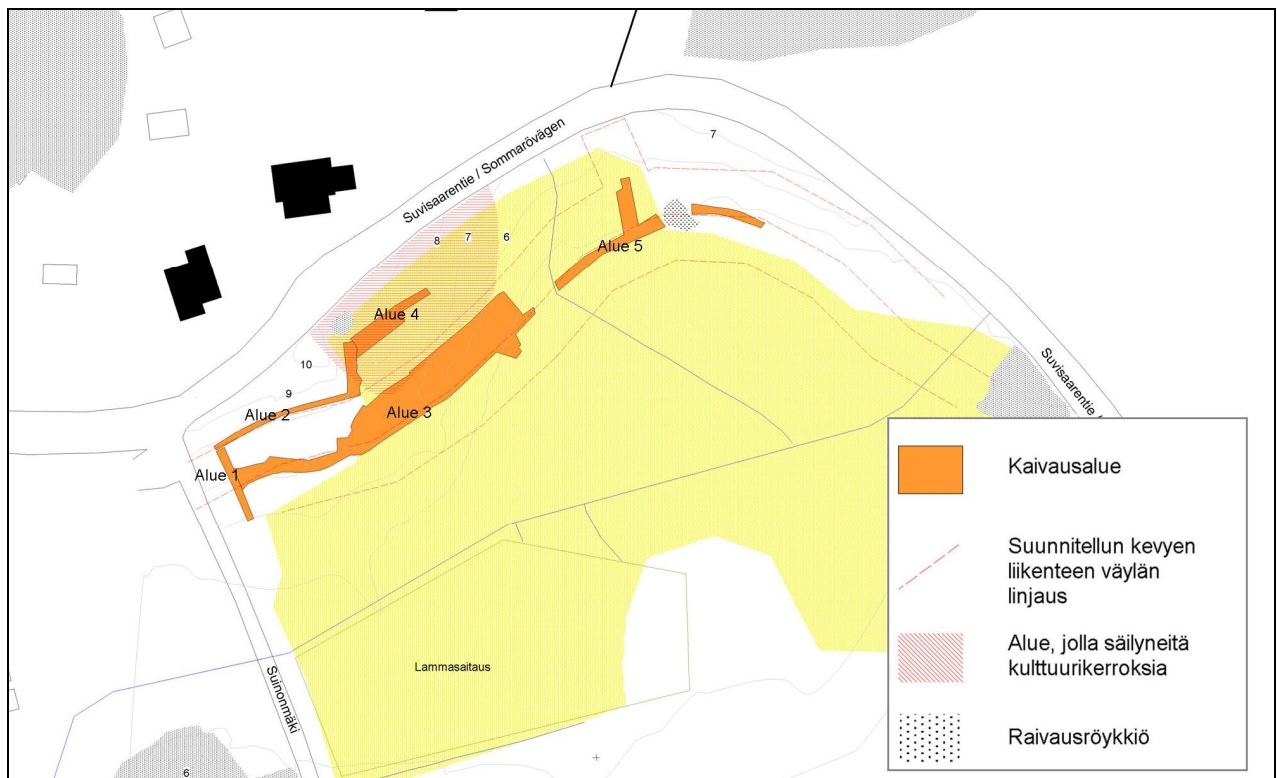 7
Suvisaarentie / Sommarövägen
8
7
6
Alue 5
Alue 4
10
9
Alue 2
Alue 3
Alue 1
Suvisaarentie /
Lammasaitaus
Suinonmäki
6
Kaivausalue
Suunnitellun kevyen
liikenteen väylän
linjaus
Alue, jolla säilyneitä
kulttuurikerroksia
Raivausröykkiö